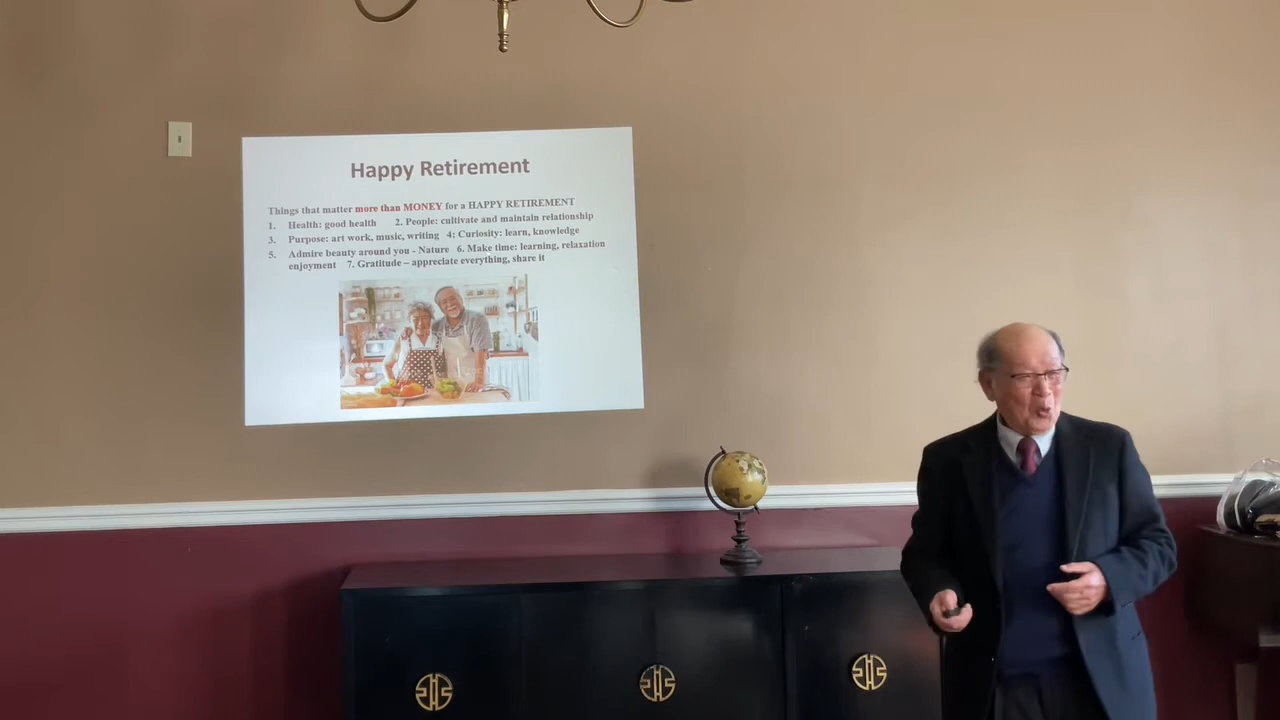 Happy Retirement
Things that matter more than MONEY for a HAPPY RETIREMENT
1. Health: good health 2. People: cultivate and maintain relationship
3. Purpose: art work, music, writing 4: Curiosity: learn, knowledge
5. Admire beauty around you - Nature 6. Make time: learning, relaxation
enjoyment 7. Gratitude – appreciate everything, share it